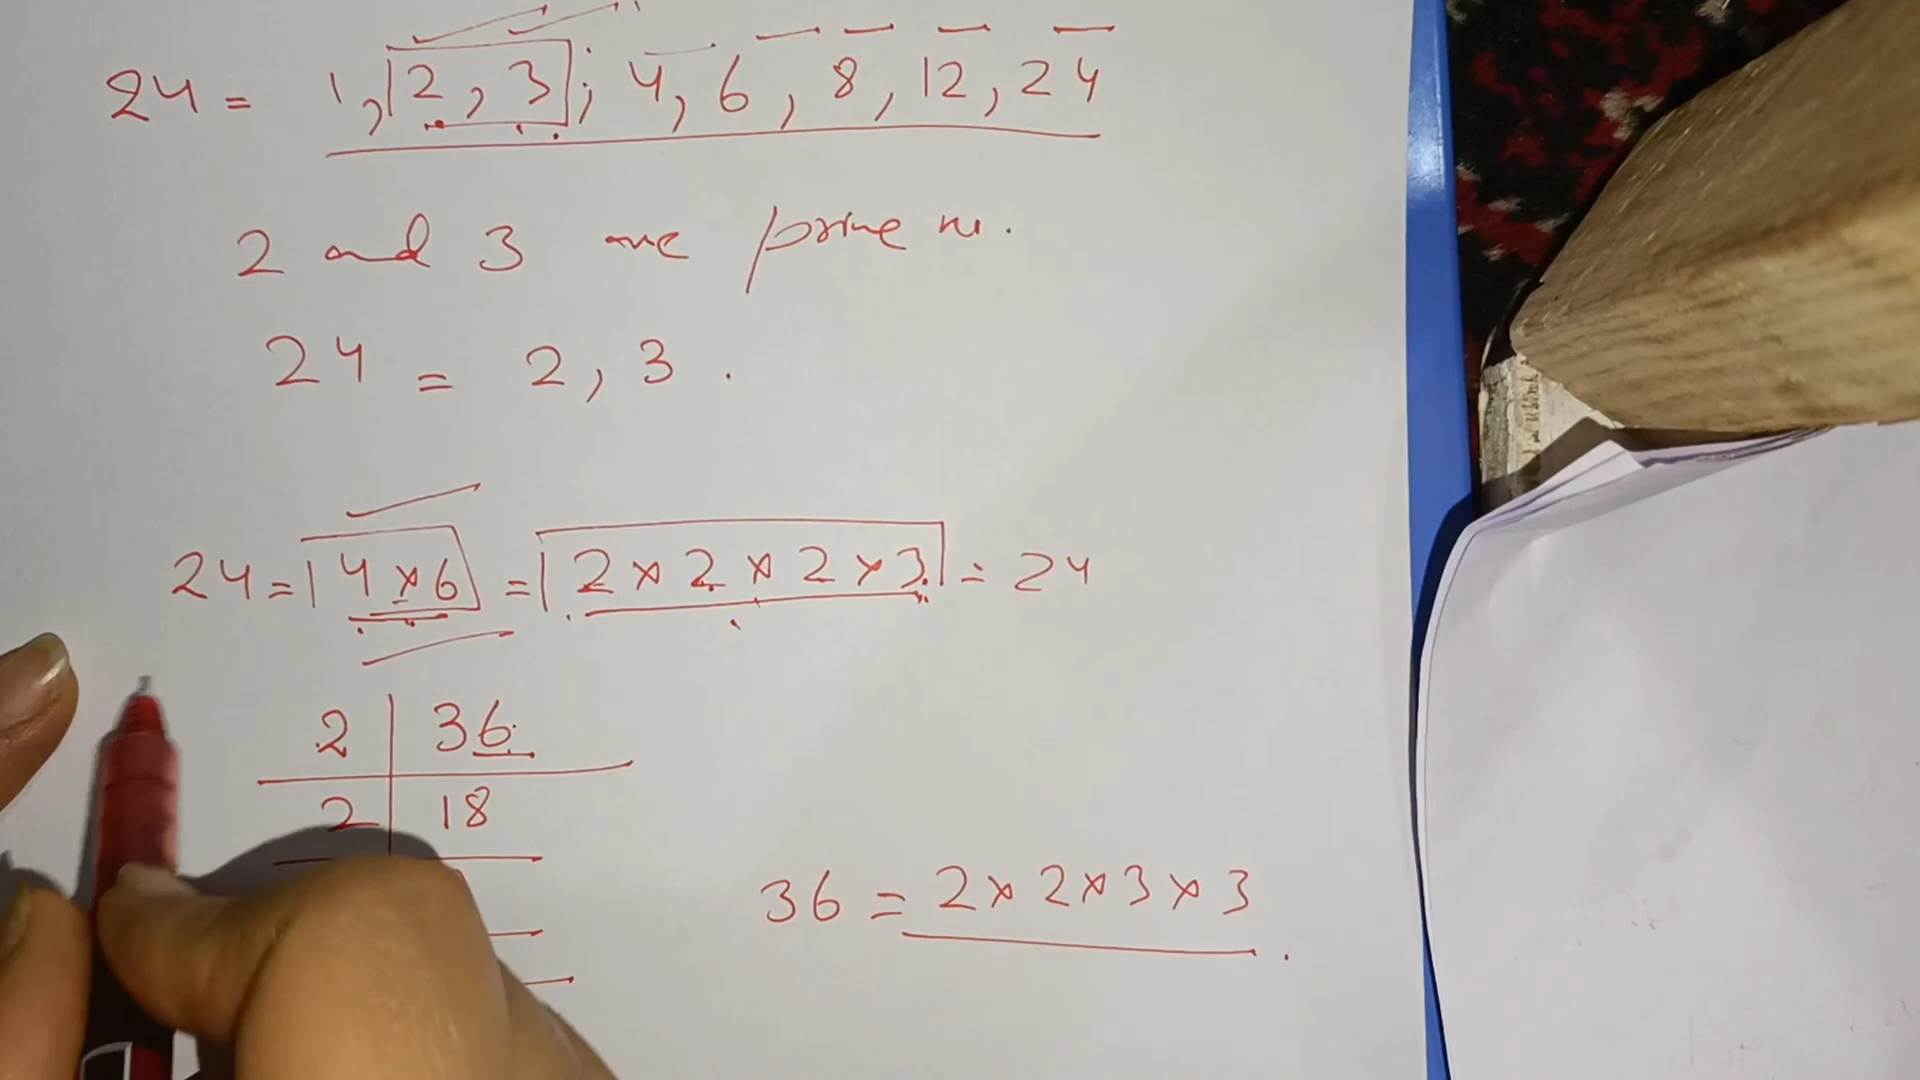 24 = 1, 2, 3, 4, 6, 8, 12, 24
2 and 3 are prime no.
24 = 2, 3.
24 = 4 × 6 = 2 × 2 × 2 × 3 = 24
2 | 36
2 | 18
36 = 2 × 2 × 3 × 3.